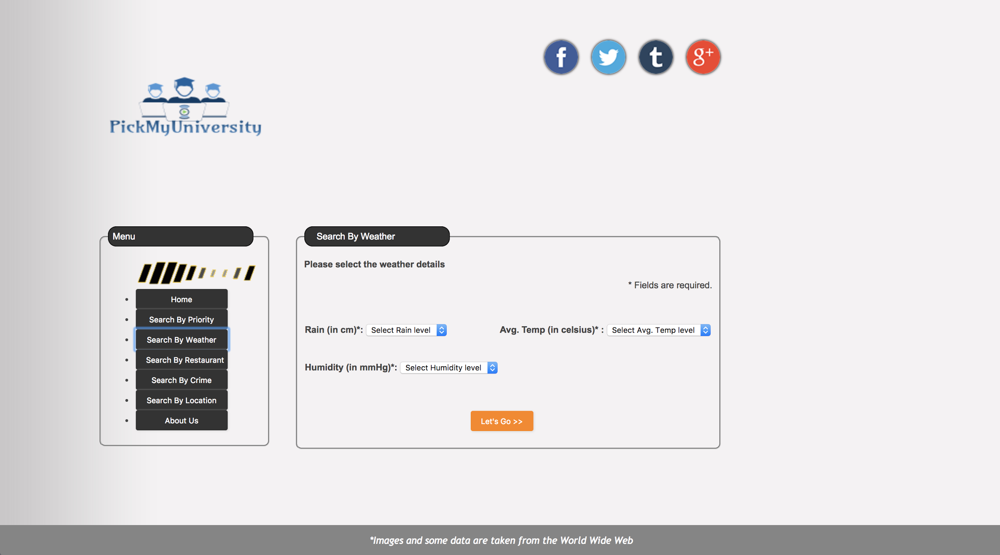 PickMyUniversity
Menu
Home
Search By Priority
Search By Weather
Search By Restaurant
Search By Crime
Search By Location
About Us
Search By Weather
Please select the weather details
* Fields are required.
Rain (in cm)*: Select Rain level Avg. Temp (in celsius)* : Select Avg. Temp level
Humidity (in mmHg)*: Select Humidity level
Let's Go >>
*Images and some data are taken from the World Wide Web